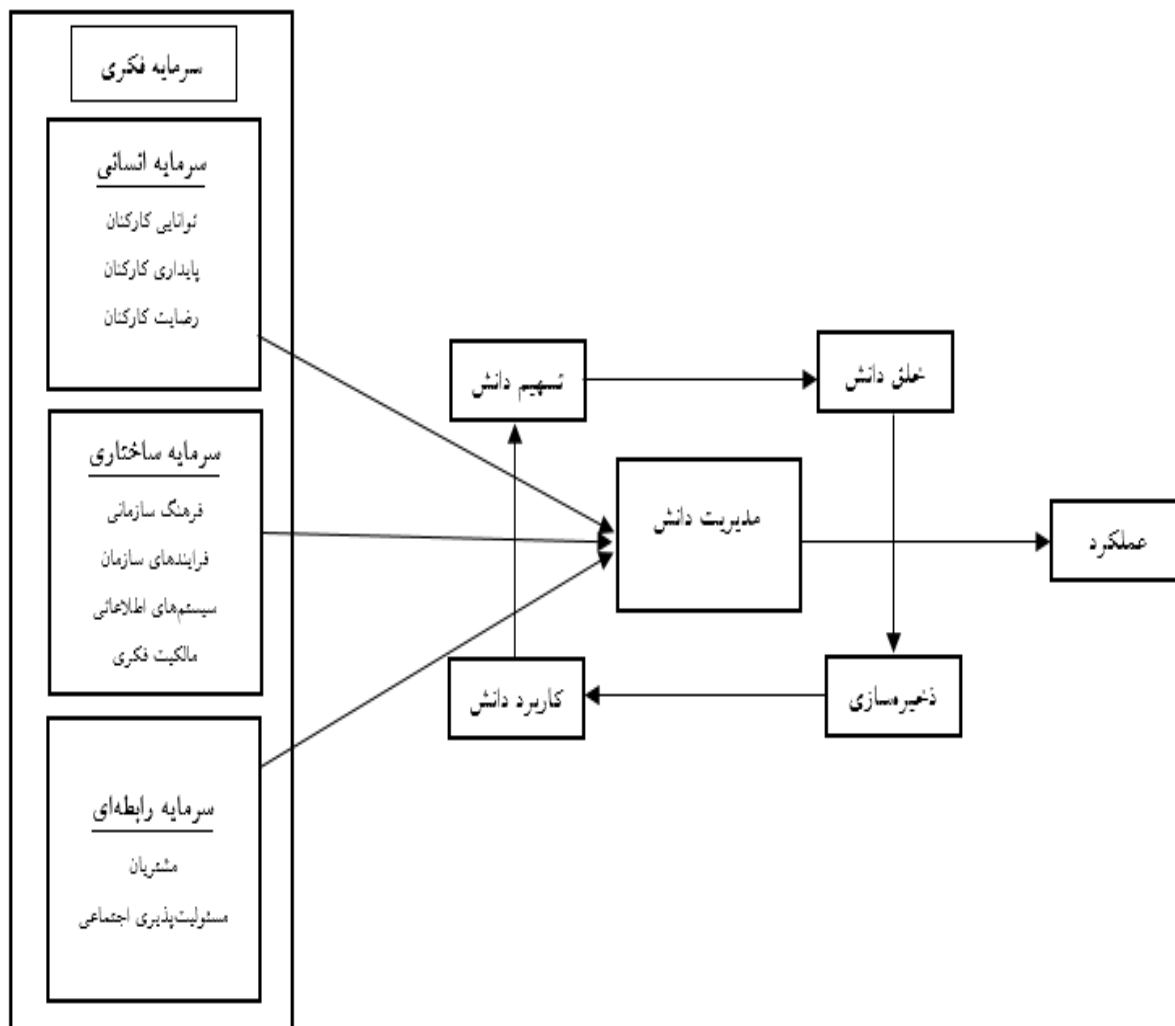 سرمایه فکری
سرمایه انسانی
توانایی کارکنان
پایداری کارکنان
رضایت کارکنان
سرمایه ساختاری
فرهنگ سازمانی
فرایندهای سازمان
سیستم‌های اطلاعاتی
مالکیت فکری
سرمایه رابطه‌ای
مشتریان
مسئولیت‌پذیری اجتماعی
تسهیم دانش
خلق دانش
مدیریت دانش
عملکرد
کاربرد دانش
ذخیره‌سازی